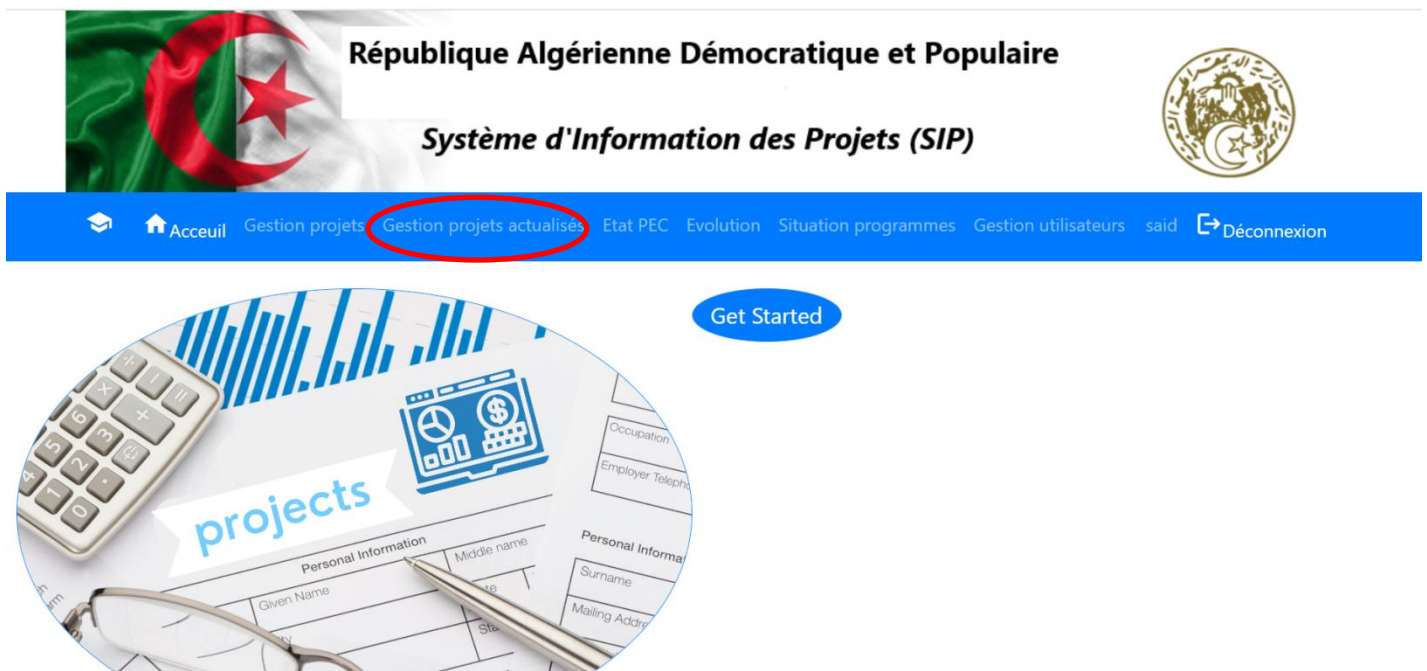 République Algérienne Démocratique et Populaire
Système d'Information des Projets (SIP)
Acceuil Gestion projets Gestion projets actualisés Etat PEC Evolution Situation programmes Gestion utilisateurs said Déconnexion
Get Started
projects
Occupation
Employer Teleph
Personal Information
Middle name
Given Name
Personal Informa
Surname
Mailing Addre